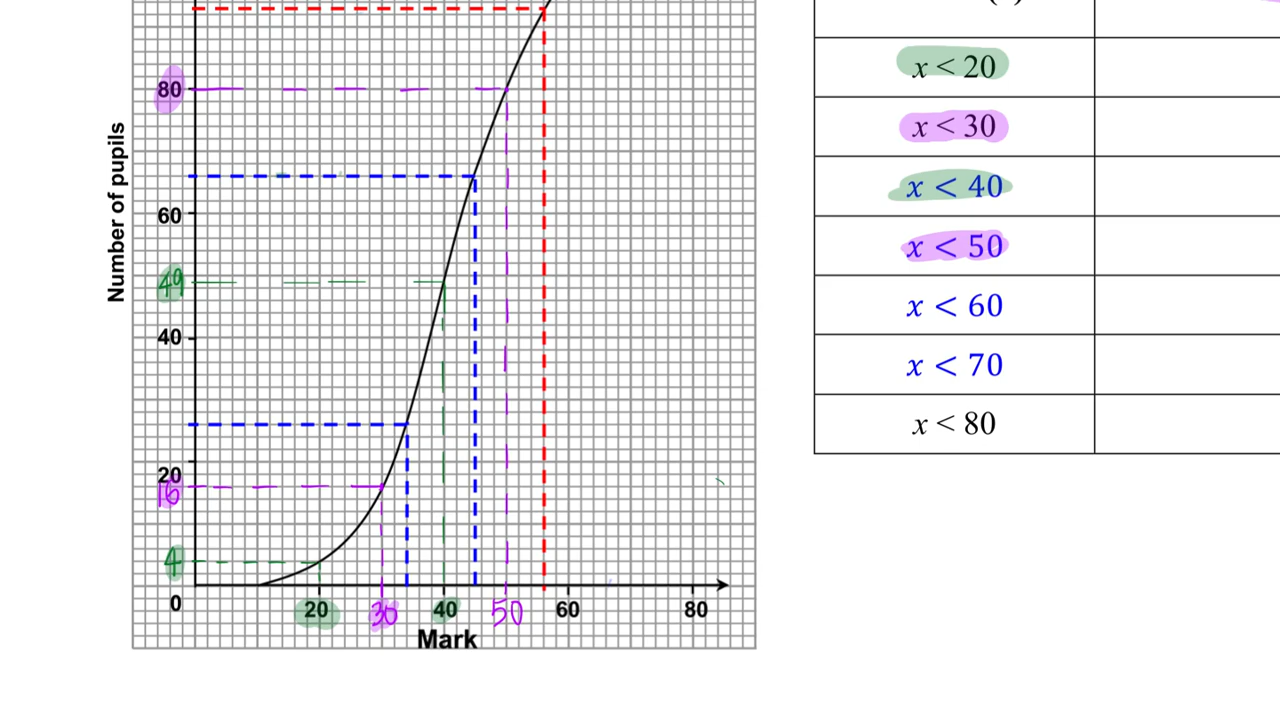 Number of pupils
80
60
49
40
20
16
4
0
20
30
40
50
60
80
Mark
x < 20
x < 30
x < 40
x < 50
x < 60
x < 70
x < 80